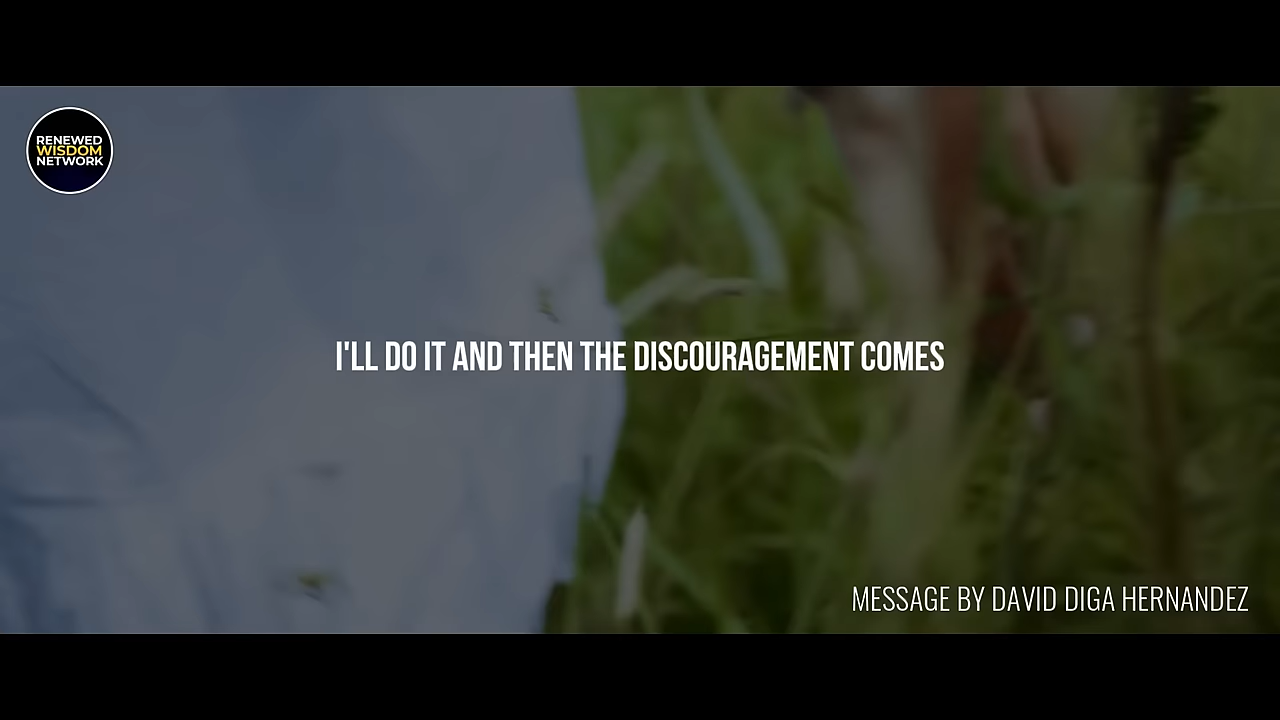 RENEWED
WISDOM
NETWORK
I'LL DO IT AND THEN THE DISCOURAGEMENT COMES
MESSAGE BY DAVID DIGA HERNANDEZ